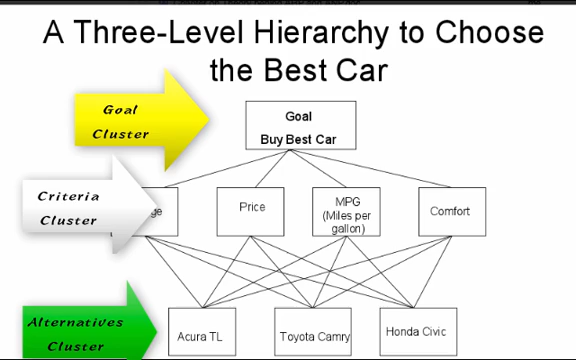 A Three-Level Hierarchy to Choose
the Best Car
Goal
Cluster
Goal
Buy Best Car
Criteria
Cluster
Price
MPG
(Miles per
gallon)
Comfort
Alternatives
Cluster
Acura TL
Toyota Camry
Honda Civic